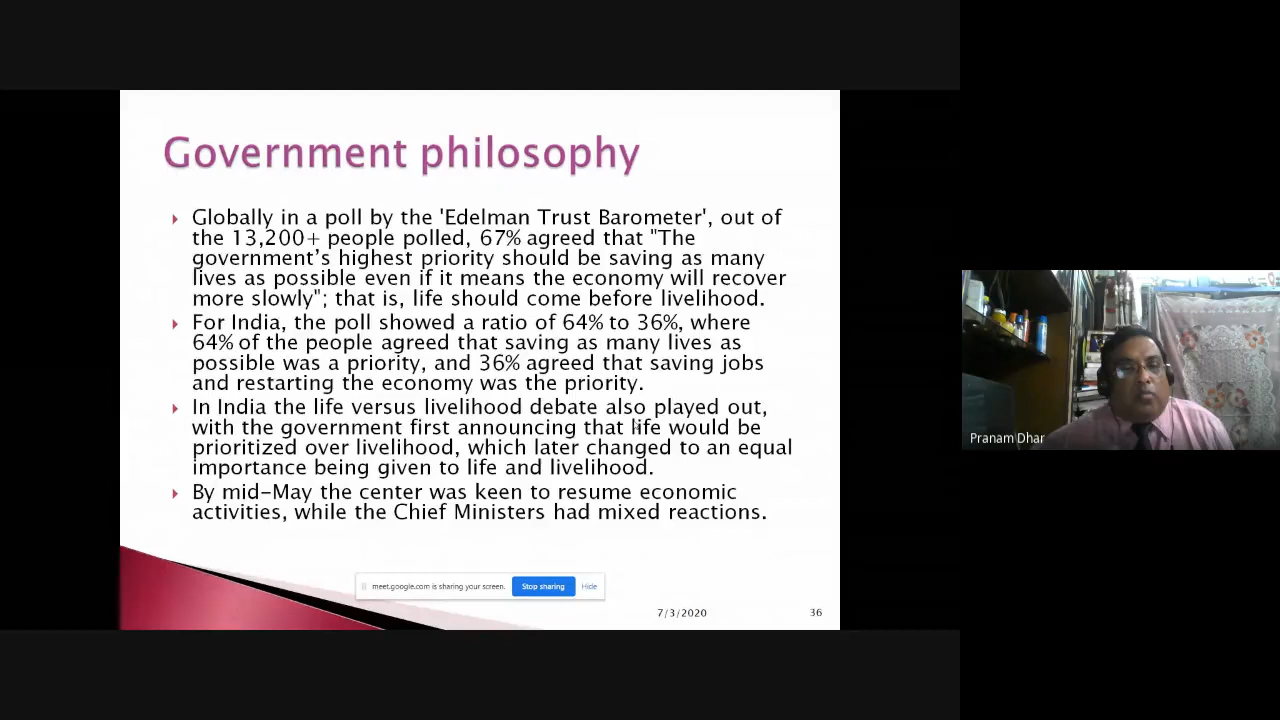 Government philosophy
Globally in a poll by the 'Edelman Trust Barometer', out of
the 13,200+ people polled, 67% agreed that "The
government’s highest priority should be saving as many
lives as possible even if it means the economy will recover
more slowly"; that is, life should come before livelihood.
For India, the poll showed a ratio of 64% to 36%, where
64% of the people agreed that saving as many lives as
possible was a priority, and 36% agreed that saving jobs
and restarting the economy was the priority.
In India the life versus livelihood debate also played out,
with the government first announcing that life would be
prioritized over livelihood, which later changed to an equal
importance being given to life and livelihood.
By mid-May the center was keen to resume economic
activities, while the Chief Ministers had mixed reactions.
meet.google.com is sharing your screen. Stop sharing Hide
7/3/2020 36
Pranam Dhar